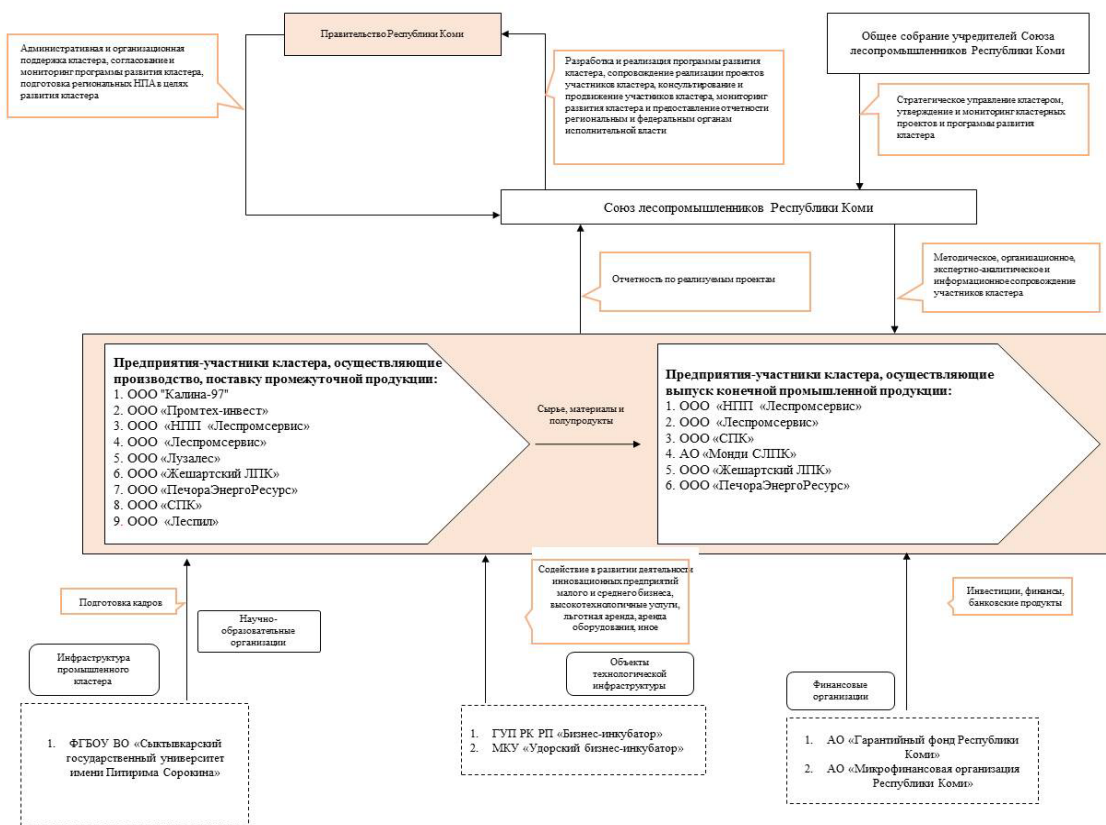 Правительство Республики Коми
Общее собрание учредителей Союза
лесопромышленников Республики Коми
Административная и организационная
поддержка кластера, согласование и
мониторинг программы развития кластера,
подготовка региональных НПА в целях
развития кластера
Разработка и реализация программы развития
кластера, сопровождение реализации проектов
участников кластера, консультирование и
продвижение участников кластера, мониторинг
развития кластера и предоставление отчетности
региональным и федеральным органам
исполнительной власти
Стратегическое управление кластером,
утверждение и мониторинг кластерных
проектов и программы развития
кластера
Союз лесопромышленников Республики Коми
Отчетность по реализуемым проектам
Методическое, организационное,
экспертно-аналитическое и
информационное сопровождение
участников кластера
Предприятия-участники кластера, осуществляющие
производство, поставку промежуточной продукции:
1. ООО "Калина-97"
2. ООО «Промтех-инвест»
3. ООО «НПП «Леспромсервис»
4. ООО «Леспромсервис»
5. ООО «Лузалес»
6. ООО «Жешартский ЛПК»
7. ООО «ПечораЭнергоРесурс»
8. ООО «СПК»
9. ООО «Леспил»
Сырье, материалы и
полупродукты
Предприятия-участники кластера, осуществляющие
выпуск конечной промышленной продукции:
1. ООО «НПП «Леспромсервис»
2. ООО «Леспромсервис»
3. ООО «СПК»
4. АО «Монди СЛПК»
5. ООО «Жешартский ЛПК»
6. ООО «ПечораЭнергоРесурс»
Подготовка кадров
Научно-
образовательные
организации
Инфраструктура
промышленного
кластера
1. ФГБОУ ВО «Сыктывкарский
государственный университет
имени Питирима Сорокина»
Содействие в развитии деятельности
инновационных предприятий
малого и среднего бизнеса,
высокотехнологичные услуги,
льготная аренда, аренда
оборудования, иное
Объекты
технологической
инфраструктуры
1. ГУП РК РП «Бизнес-инкубатор»
2. МКУ «Удорский бизнес-инкубатор»
Инвестиции, финансы,
банковские продукты
Финансовые
организации
1. АО «Гарантийный фонд Республики
Коми»
2. АО «Микрофинансовая организация
Республики Коми»